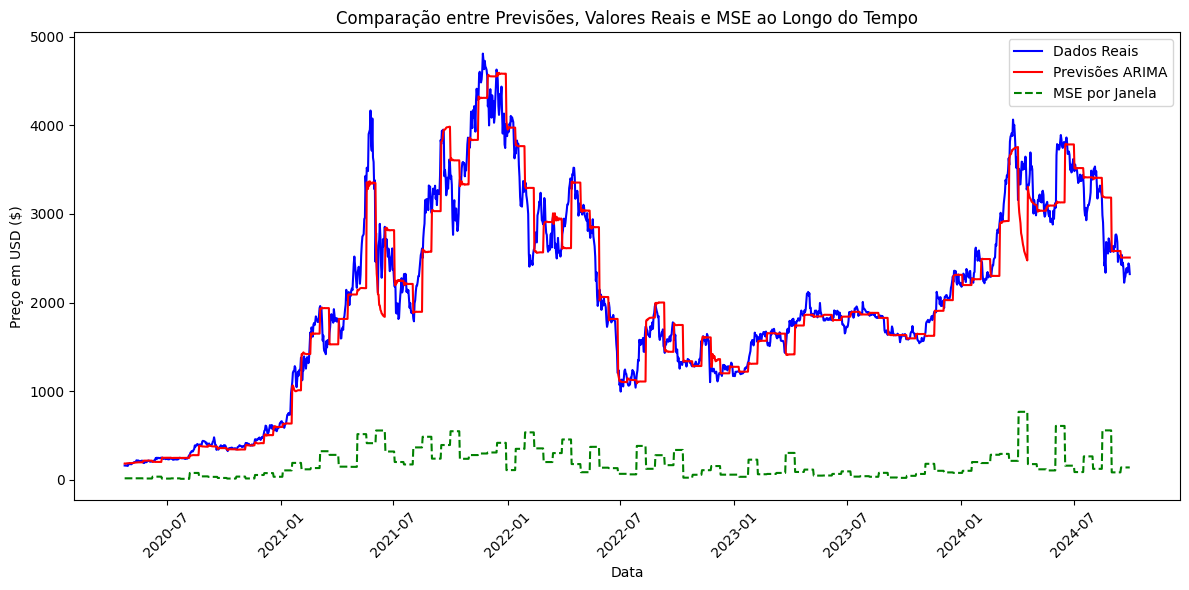 Comparação entre Previsões, Valores Reais e MSE ao Longo do Tempo
Dados Reais
Previsões ARIMA
MSE por Janela
Preço em USD ($)
5000
4000
3000
2000
1000
0
2020-07
2021-01
2021-07
2022-01
2022-07
2023-01
2023-07
2024-01
2024-07
Data